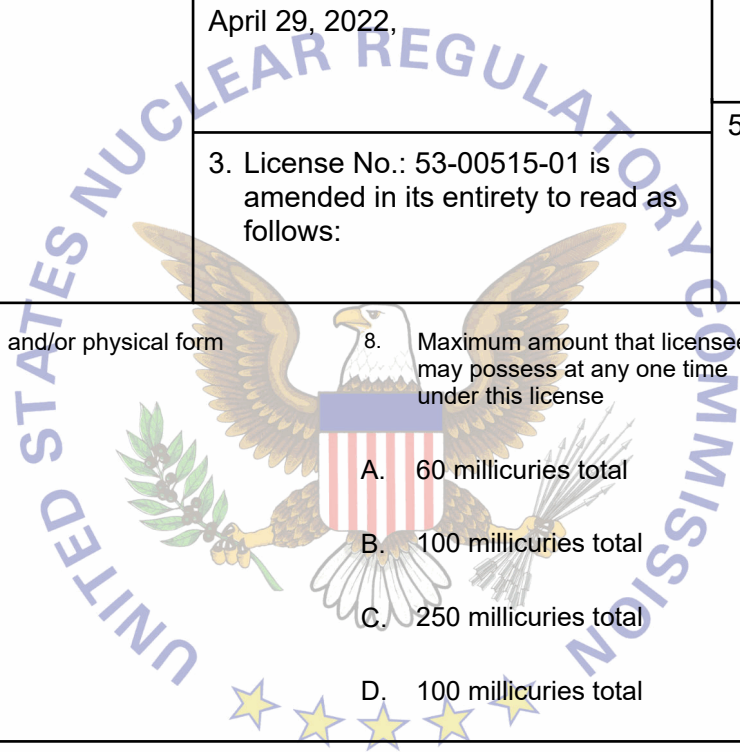 April 29, 2022,
5
3. License No.: 53-00515-01 is
amended in its entirety to read as
follows:
and/or physical form
8. Maximum amount that licensee
may possess at any one time
under this license
A. 60 millicuries total
B. 100 millicuries total
C. 250 millicuries total
D. 100 millicuries total
UNITED STATES NUCLEAR REGULATORY COMMISSION